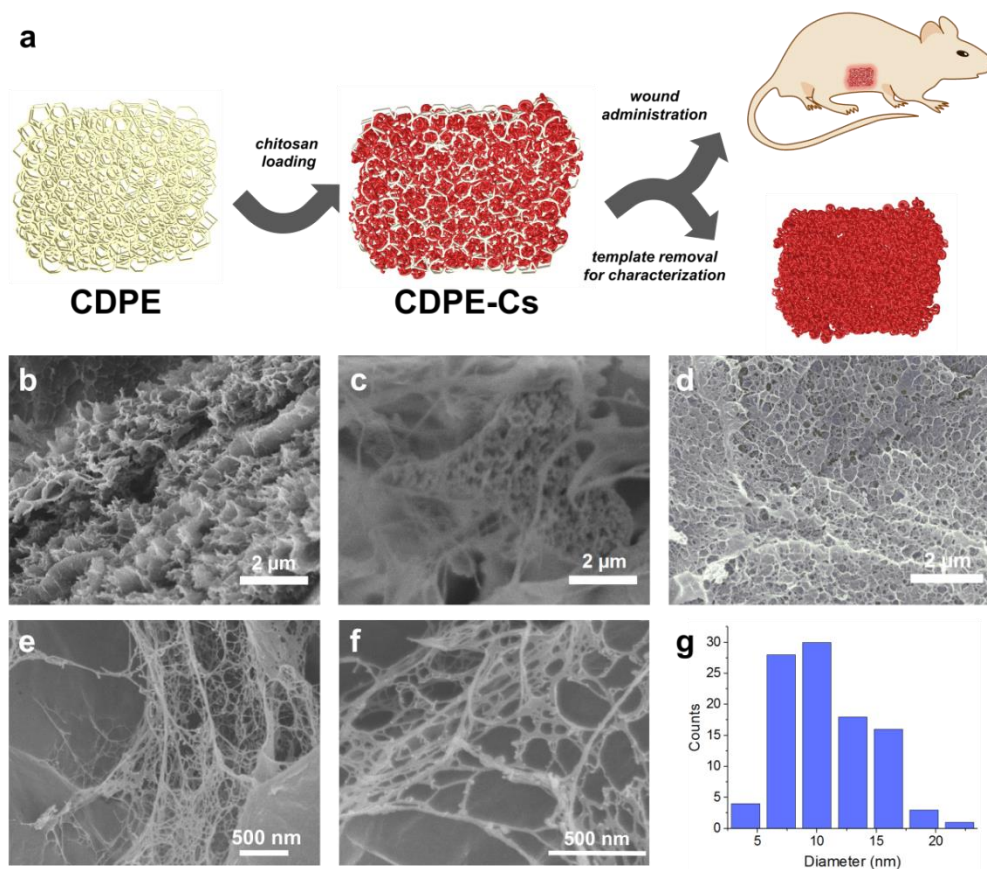 a
chitosan
loading
wound
administration
template removal
for characterization
CDPE
CDPE-Cs
b
2 µm
c
2 µm
d
2 µm
e
500 nm
f
500 nm
g
30
25
20
15
10
5
0
Counts
5
10
15
20
Diameter (nm)